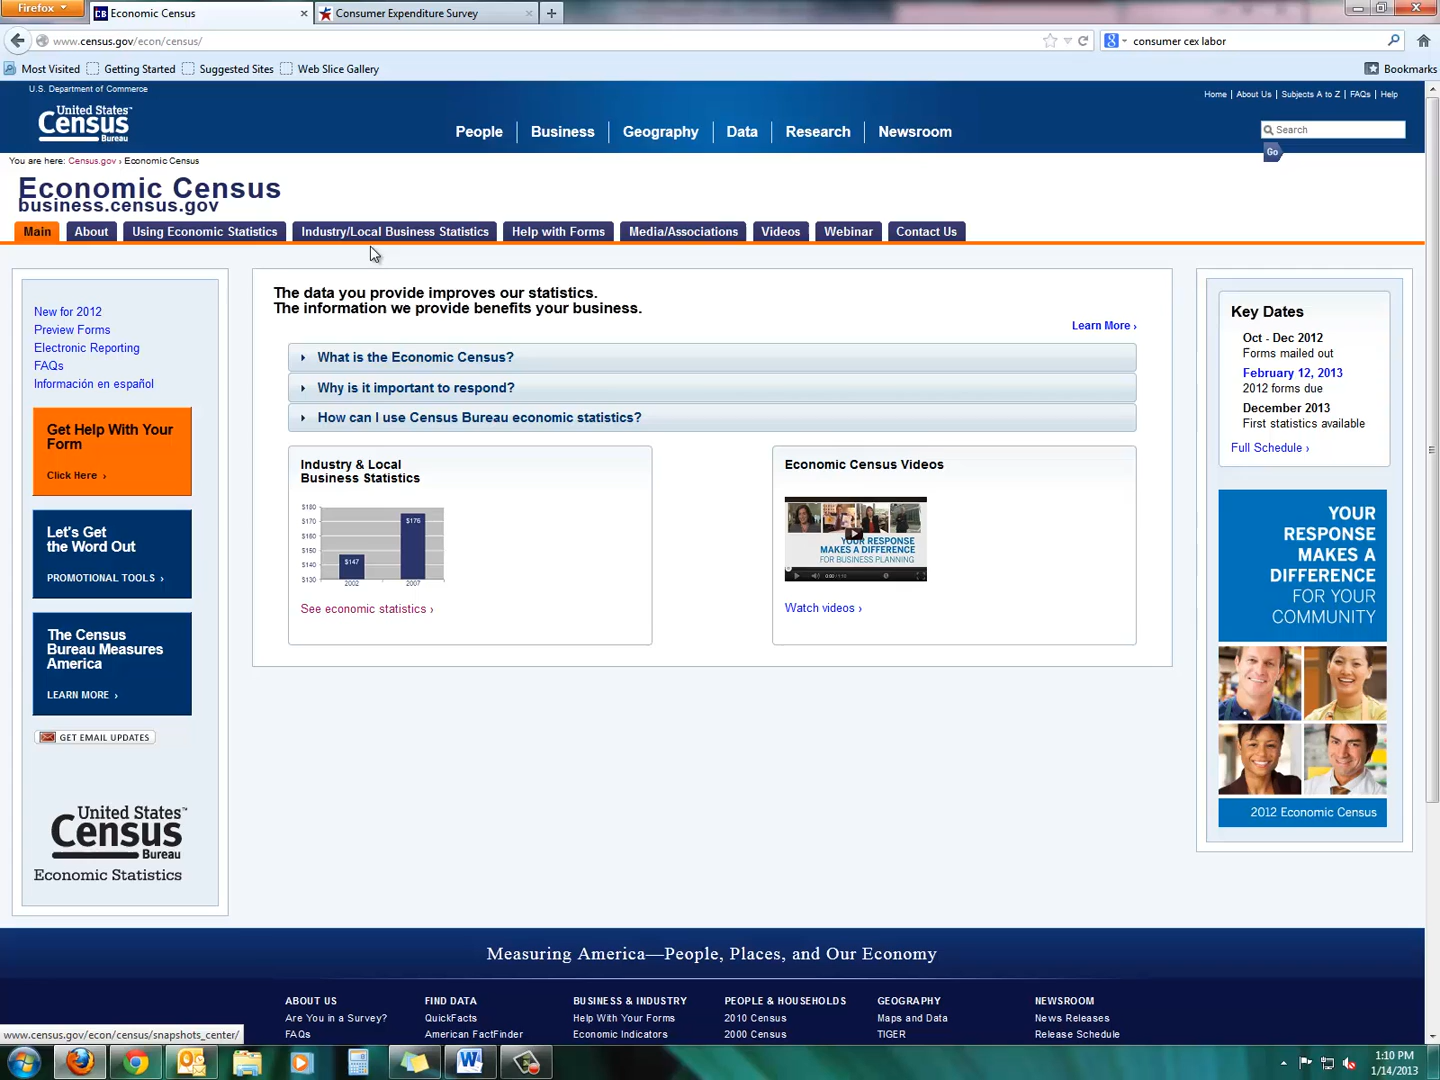 Firefox
Economic Census
Consumer Expenditure Survey
www.census.gov/econ/census/
consumer cex labor
Most Visited
Getting Started
Suggested Sites
Web Slice Gallery
Bookmarks
U.S. Department of Commerce
Home | About Us | Subjects A to Z | FAQs | Help
United States™
Census
Bureau
People
Business
Geography
Data
Research
Newsroom
Search
Go
You are here: Census.gov › Economic Census
Economic Census
business.census.gov
Main
About
Using Economic Statistics
Industry/Local Business Statistics
Help with Forms
Media/Associations
Videos
Webinar
Contact Us
New for 2012
Preview Forms
Electronic Reporting
FAQs
Información en español
Get Help With Your
Form
Click Here ›
Let's Get
the Word Out
PROMOTIONAL TOOLS ›
The Census
Bureau Measures
America
LEARN MORE ›
GET EMAIL UPDATES
United States™
Census
Bureau
Economic Statistics
The data you provide improves our statistics.
The information we provide benefits your business.
Learn More ›
What is the Economic Census?
Why is it important to respond?
How can I use Census Bureau economic statistics?
Industry & Local
Business Statistics
$180
$170
$160
$150
$140
$130
$147
$176
2002
2007
See economic statistics ›
Economic Census Videos
YOUR RESPONSE
MAKES A DIFFERENCE
FOR BUSINESS PLANNING
Watch videos ›
Key Dates
Oct - Dec 2012
Forms mailed out
February 12, 2013
2012 forms due
December 2013
First statistics available
Full Schedule ›
YOUR
RESPONSE
MAKES A
DIFFERENCE
FOR YOUR
COMMUNITY
2012 Economic Census
Measuring America—People, Places, and Our Economy
ABOUT US
Are You in a Survey?
FAQs
FIND DATA
QuickFacts
American FactFinder
BUSINESS & INDUSTRY
Help With Your Forms
Economic Indicators
PEOPLE & HOUSEHOLDS
2010 Census
2000 Census
GEOGRAPHY
Maps and Data
TIGER
NEWSROOM
News Releases
Release Schedule
www.census.gov/econ/census/snapshots_center/
1:10 PM
1/14/2013